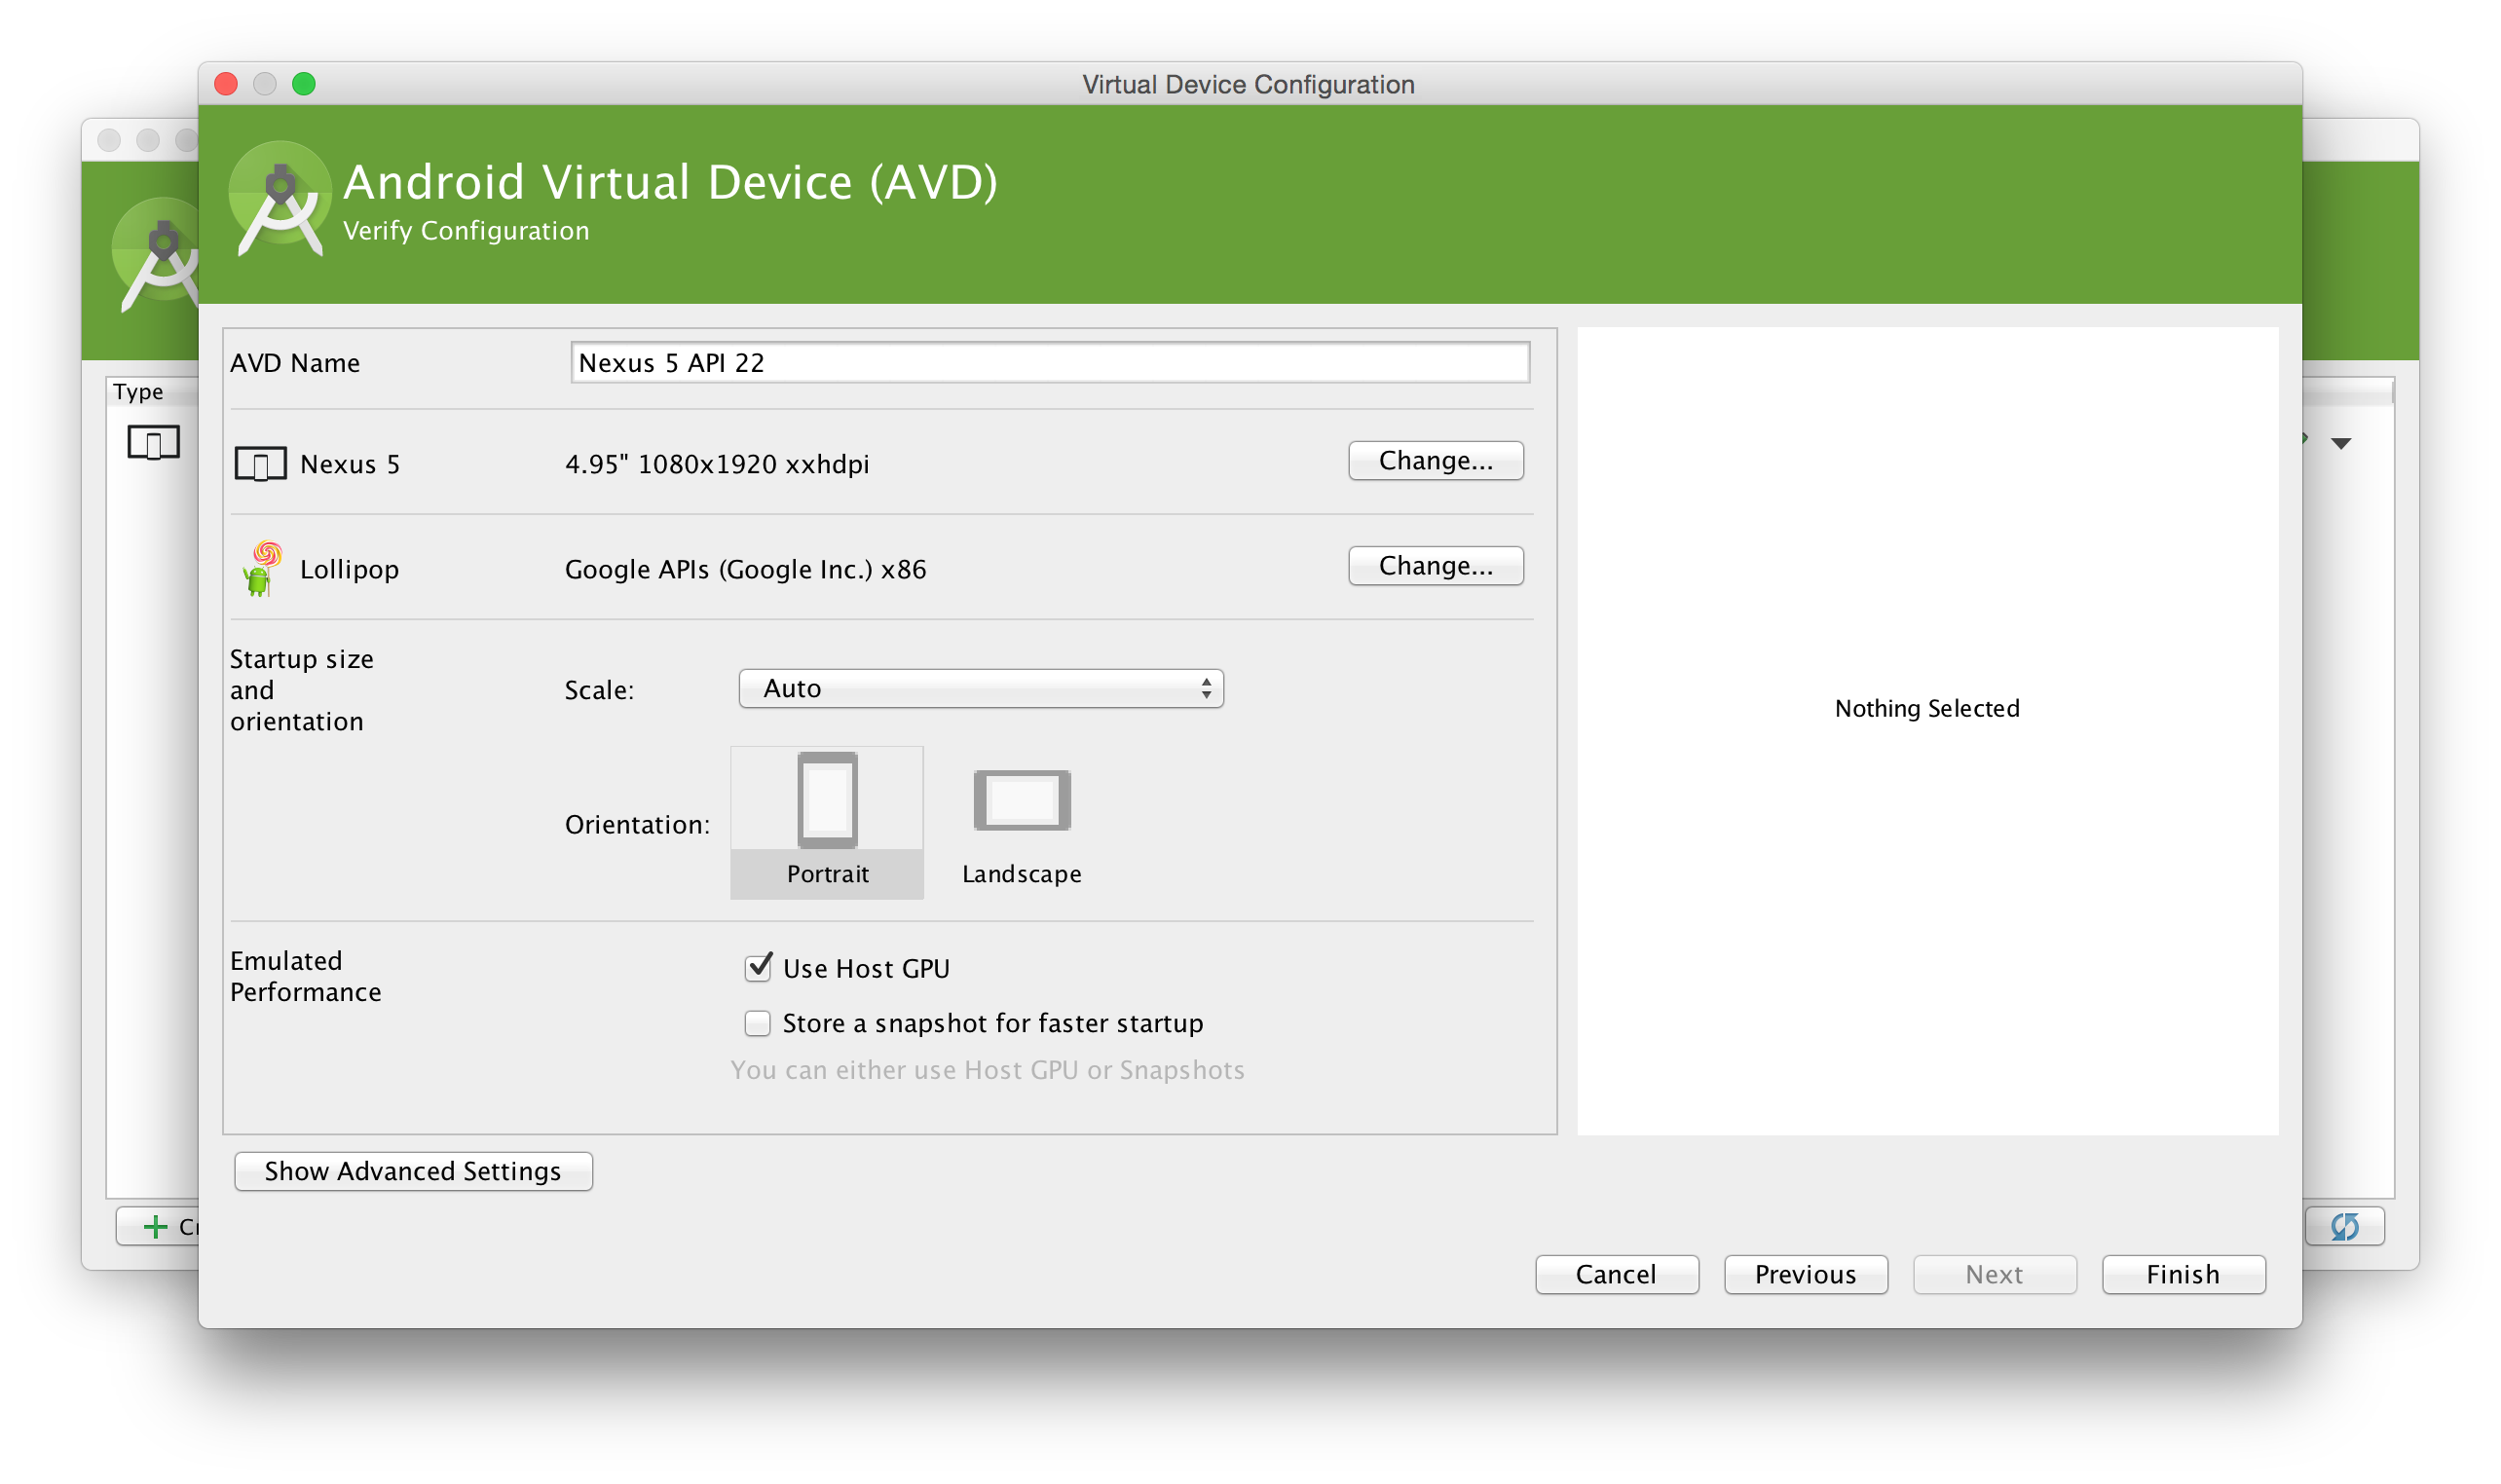 Virtual Device Configuration
Android Virtual Device (AVD)
Verify Configuration
Type
AVD Name
Nexus 5 API 22
Nexus 5
4.95" 1080x1920 xxhdpi
Change...
Lollipop
Google APIs (Google Inc.) x86
Change...
Startup size
and
orientation
Scale:
Auto
Orientation:
Portrait
Landscape
Emulated
Performance
Use Host GPU
Store a snapshot for faster startup
You can either use Host GPU or Snapshots
Nothing Selected
Show Advanced Settings
Cancel
Previous
Next
Finish